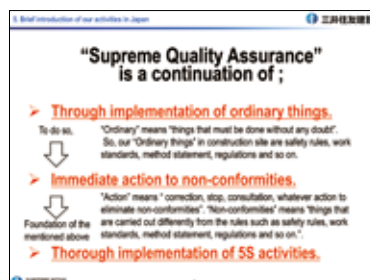 5. Brief introduction of our activities in Japan
三井住友建設
“Supreme Quality Assurance”
is a continuation of ;
➢ Through implementation of ordinary things.
To do so,
“Ordinary” means “things that must be done without any doubt”.
So, our “Ordinary things” in construction site are safety rules, work
standards, method statement, regulations and so on.
➢ Immediate action to non-conformities.
“Action” means “ correction, stop, consultation, whatever action to
eliminate non-conformities”. “Non-conformities” means “things that
are carried out differently from the rules such as safety rules, work
standards, method statement, regulations and so on.”.
Foundation of the
mentioned above
➢ Thorough implementation of 5S activities.